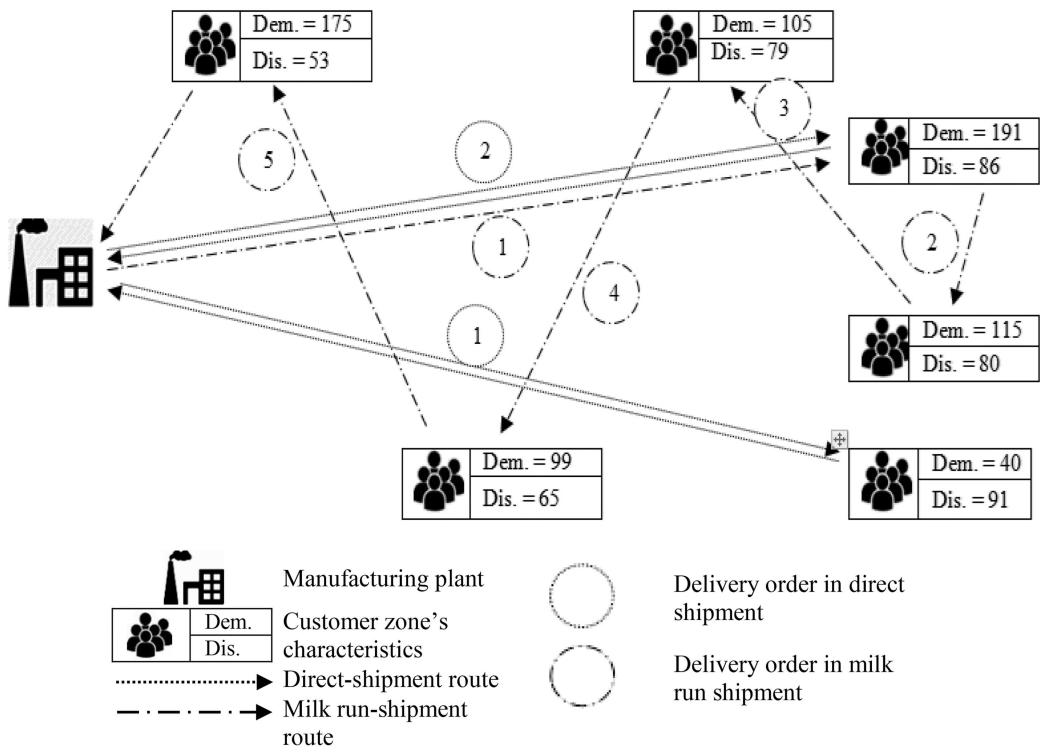 Dem. = 175
Dis. = 53
Dem. = 105
Dis. = 79
3
5
2
Dem. = 191
Dis. = 86
1
2
4
1
Dem. = 115
Dis. = 80
Dem. = 99
Dis. = 65
Dem. = 40
Dis. = 91
Manufacturing plant
Dem.
Dis.
Customer zone's
characteristics
Direct-shipment route
Milk run-shipment
route
Delivery order in direct
shipment
Delivery order in milk
run shipment